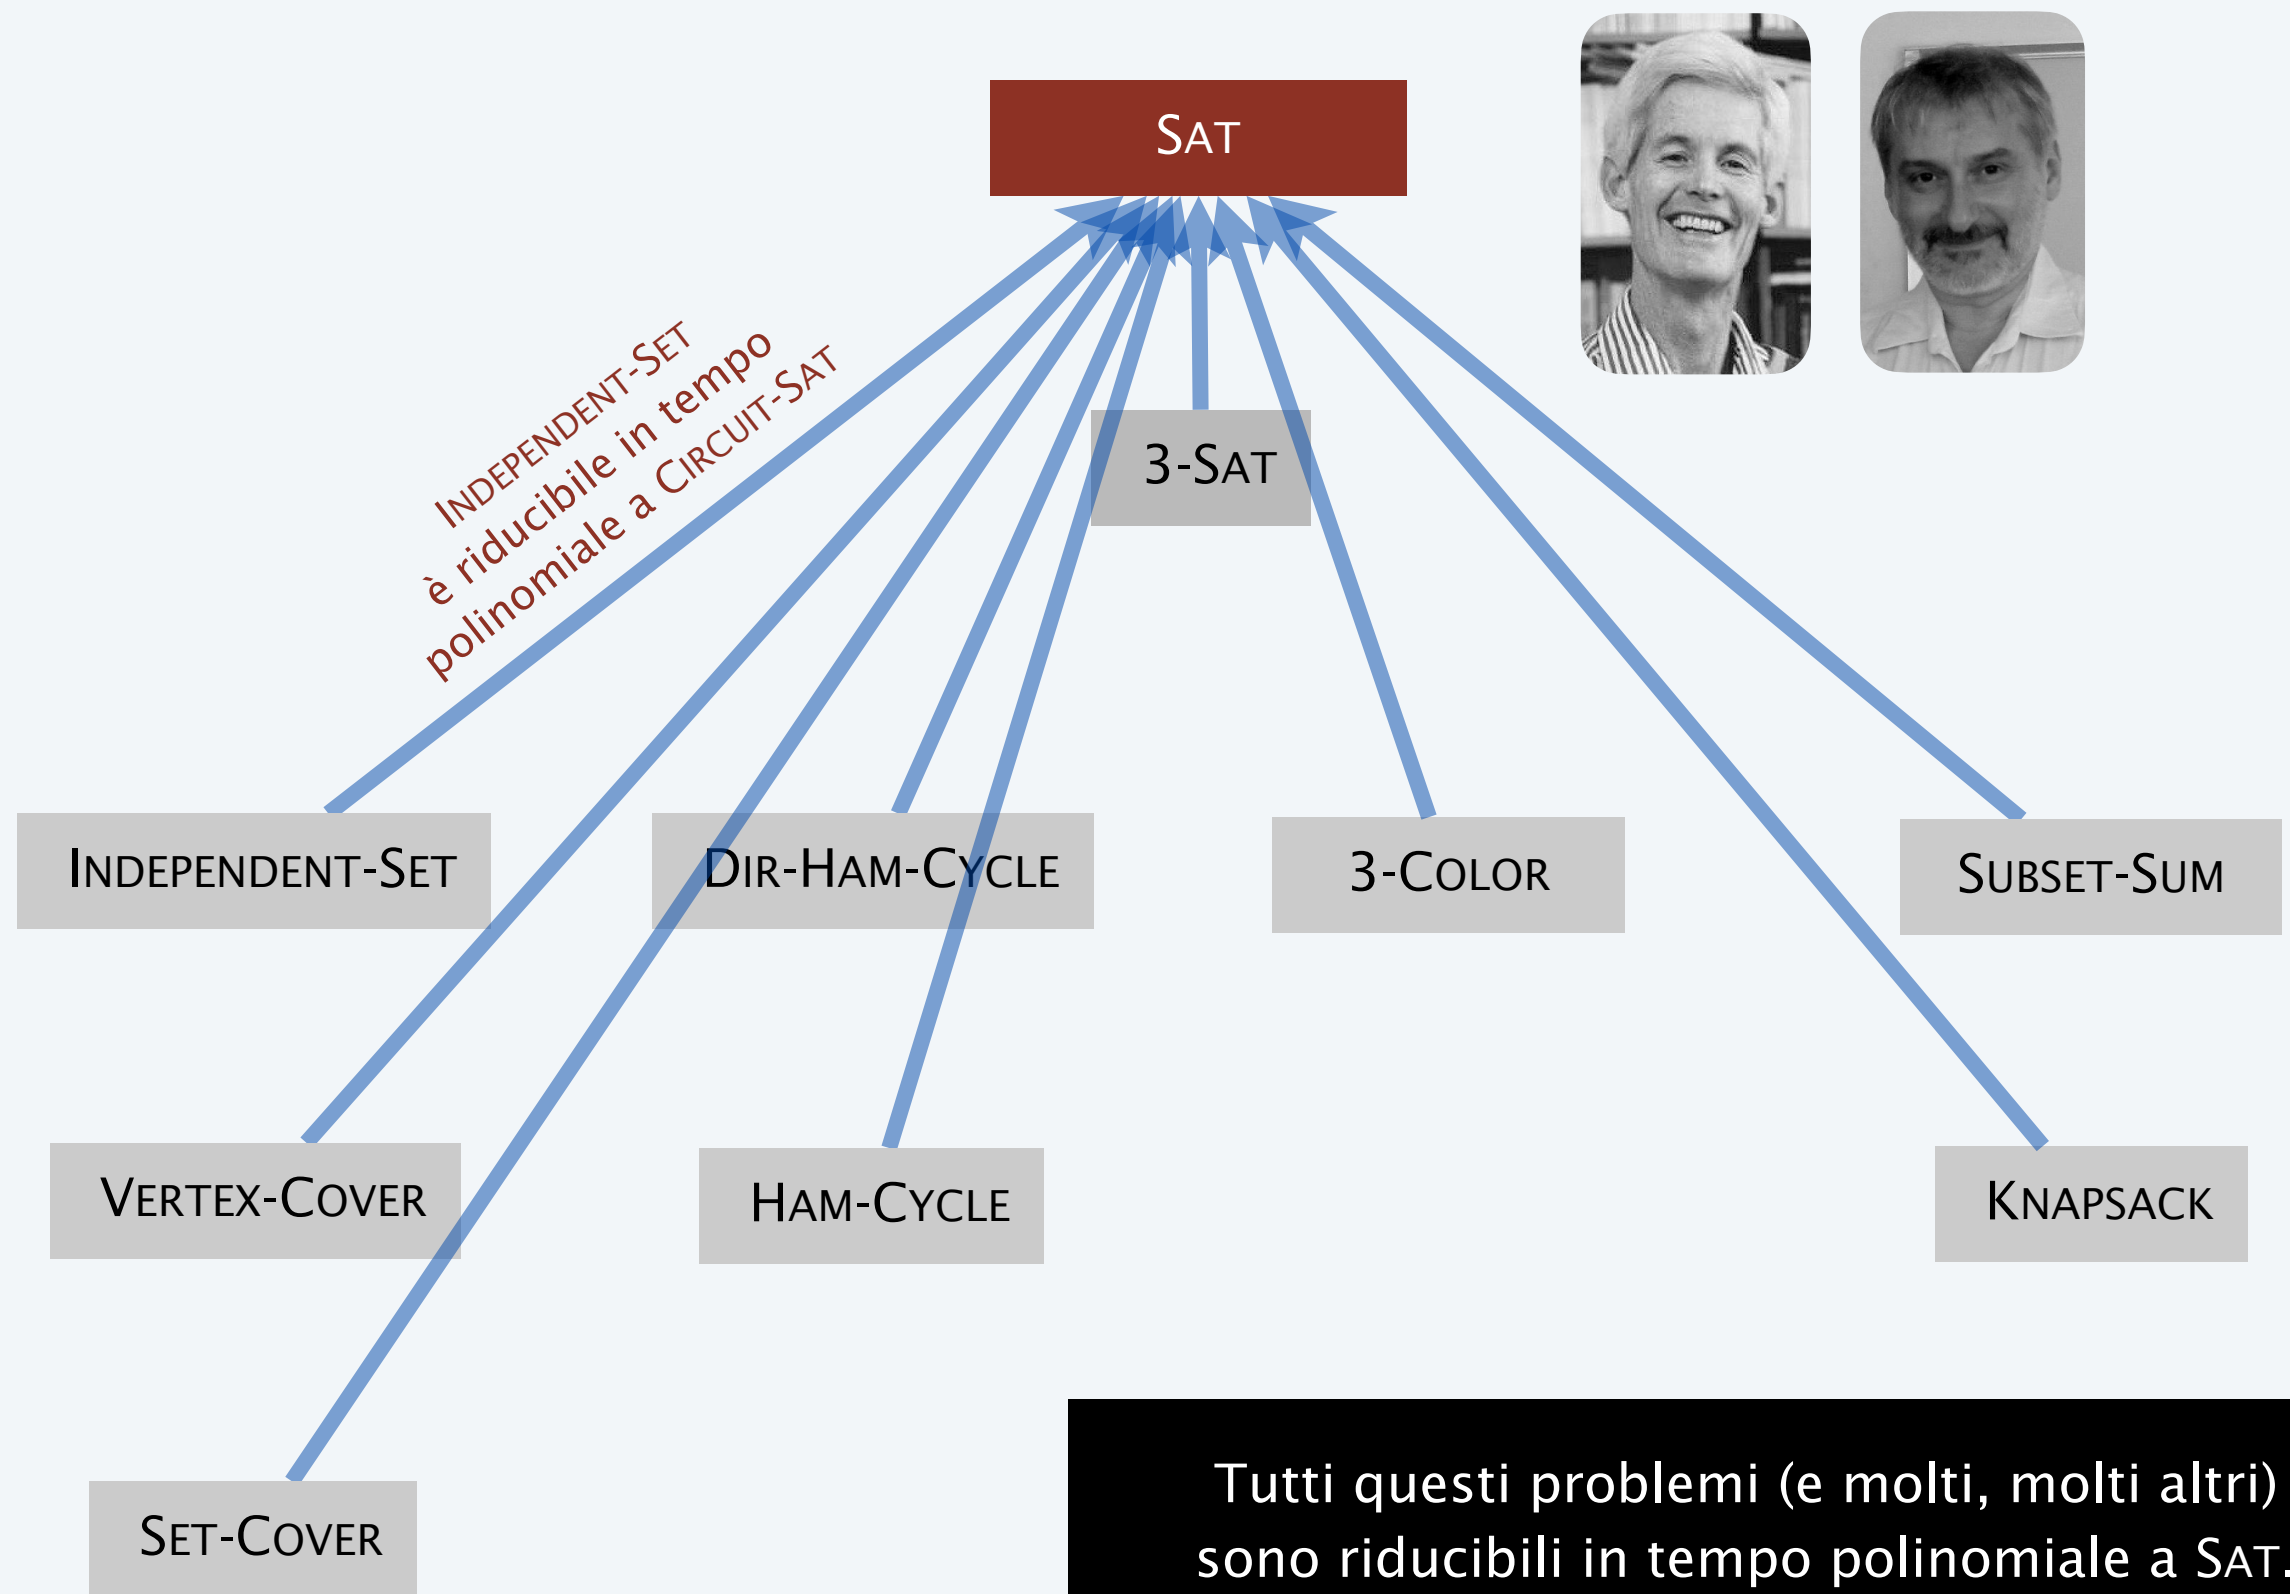 SAT
INDEPENDENT-SET
è riducibile in tempo
polinomiale a CIRCUIT-SAT
3-SAT
INDEPENDENT-SET
DIR-HAM-CYCLE
3-COLOR
SUBSET-SUM
VERTEX-COVER
HAM-CYCLE
KNAPSACK
SET-COVER
Tutti questi problemi (e molti, molti altri)
sono riducibili in tempo polinomiale a SAT.